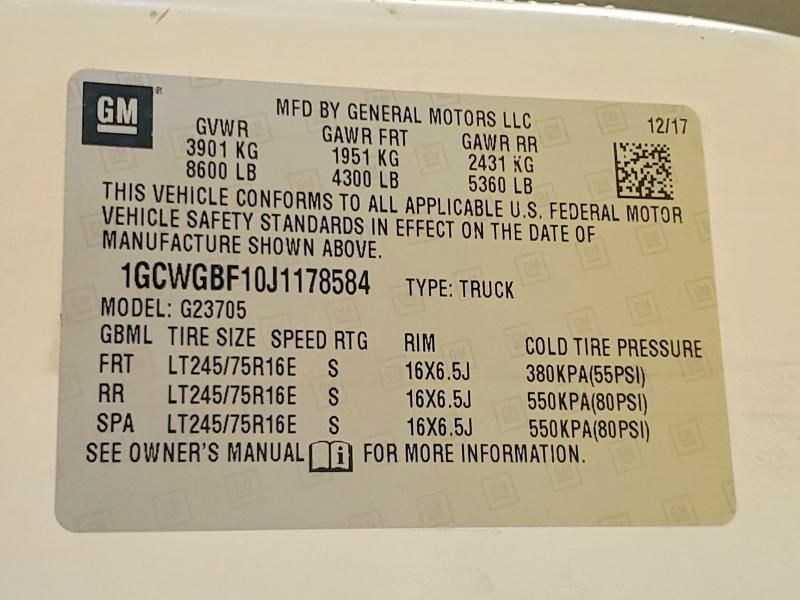 GM
MFD BY GENERAL MOTORS LLC 12/17
GVWR GAWR FRT GAWR RR
3901 KG 1951 KG 2431 KG
8600 LB 4300 LB 5360 LB
THIS VEHICLE CONFORMS TO ALL APPLICABLE U.S. FEDERAL MOTOR
VEHICLE SAFETY STANDARDS IN EFFECT ON THE DATE OF
MANUFACTURE SHOWN ABOVE.
1GCWGBF10J1178584 TYPE: TRUCK
MODEL: G23705
GBML TIRE SIZE SPEED RTG RIM COLD TIRE PRESSURE
FRT LT245/75R16E S 16X6.5J 380KPA(55PSI)
RR LT245/75R16E S 16X6.5J 550KPA(80PSI)
SPA LT245/75R16E S 16X6.5J 550KPA(80PSI)
SEE OWNER'S MANUAL i FOR MORE INFORMATION.